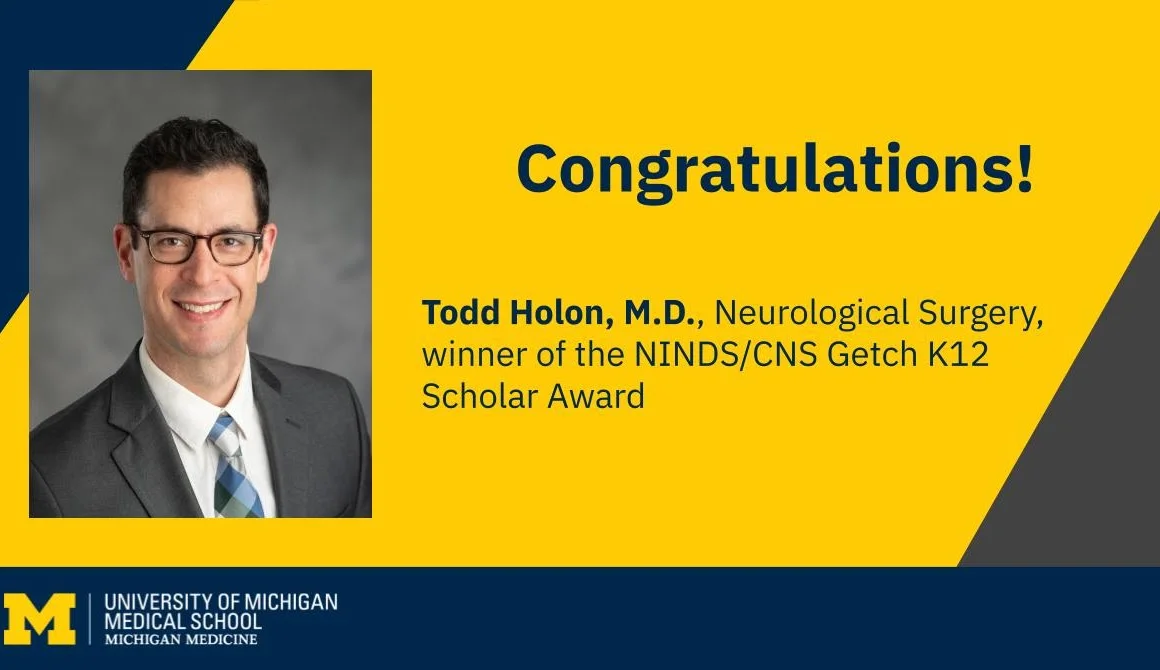 Congratulations!
Todd Holon, M.D., Neurological Surgery,
winner of the NINDS/CNS Getch K12
Scholar Award
M
UNIVERSITY OF MICHIGAN
MEDICAL SCHOOL
MICHIGAN MEDICINE